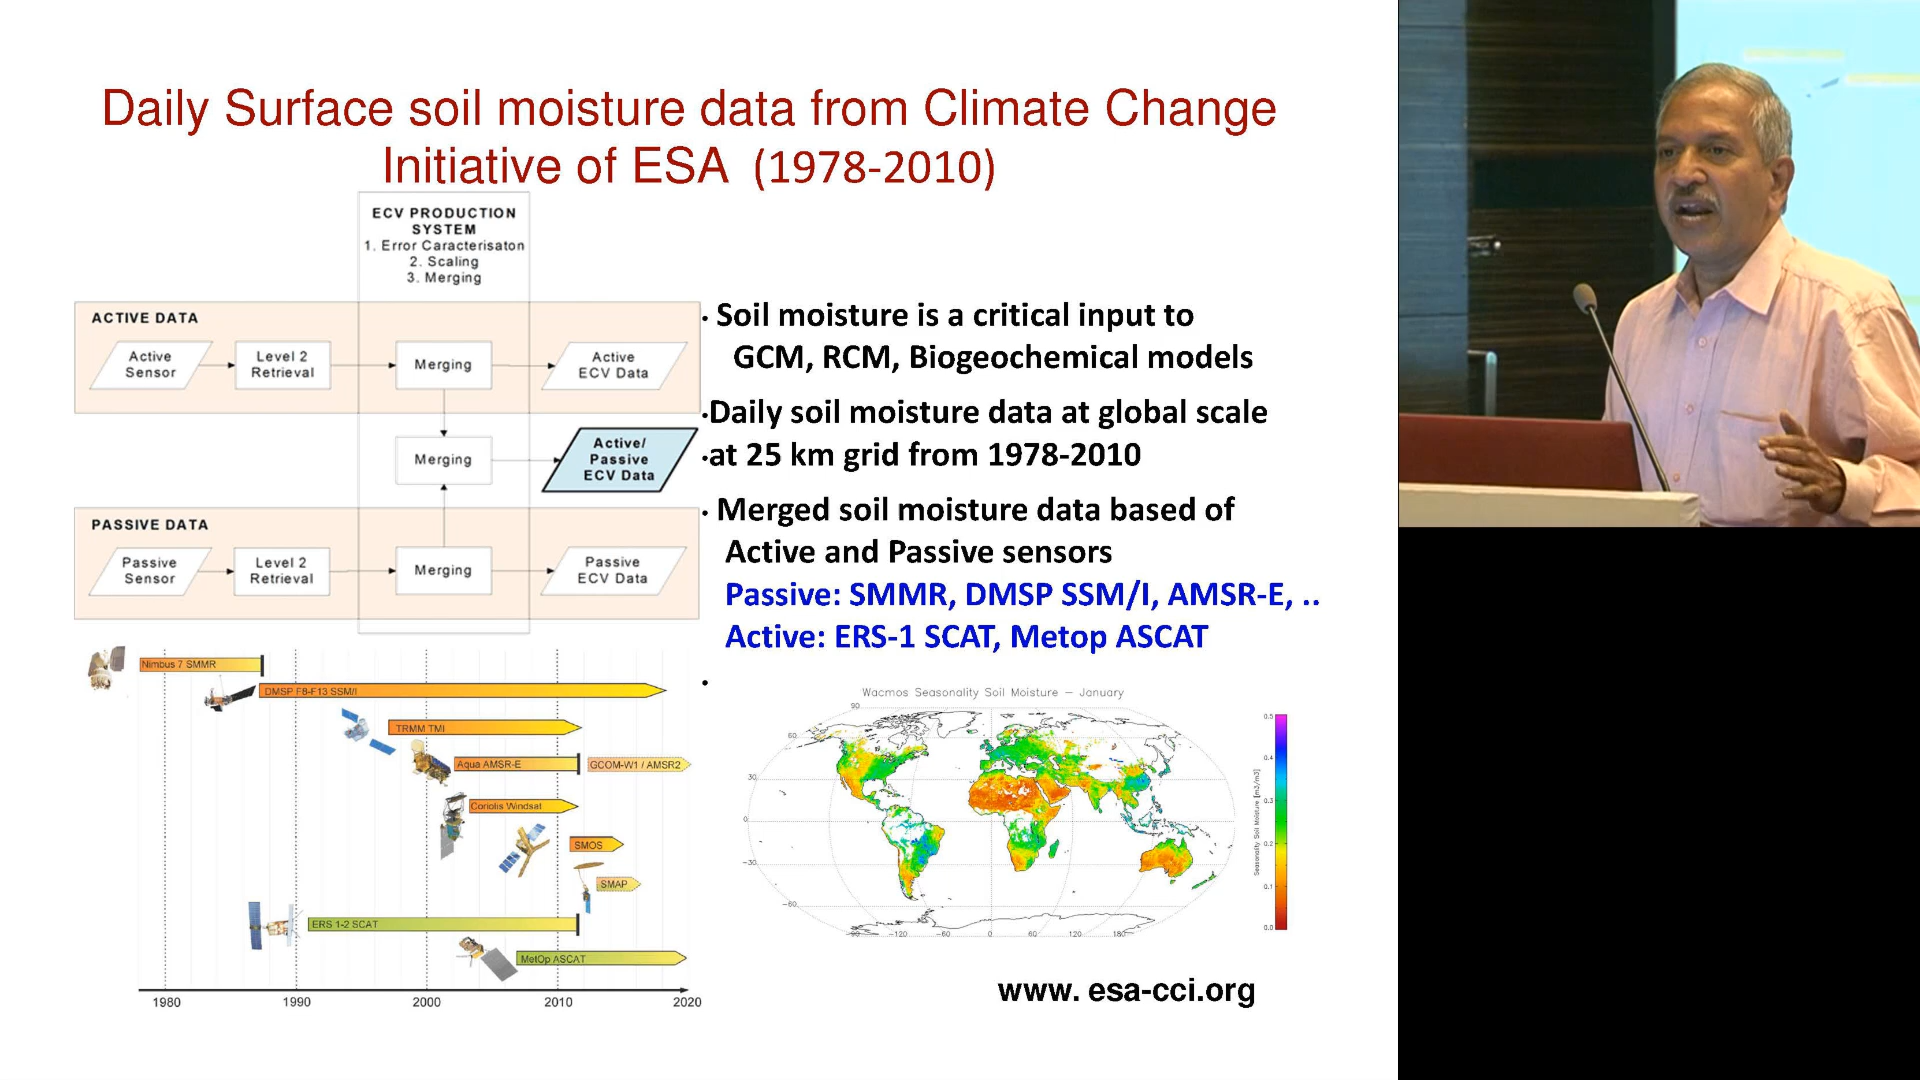 Daily Surface soil moisture data from Climate Change
Initiative of ESA (1978-2010)
ECV PRODUCTION
SYSTEM
1. Error Caracterisaton
2. Scaling
3. Merging
ACTIVE DATA
Active
Sensor
Level 2
Retrieval
Merging
Active
ECV Data
Merging
Active/
Passive
ECV Data
PASSIVE DATA
Passive
Sensor
Level 2
Retrieval
Merging
Passive
ECV Data
• Soil moisture is a critical input to
GCM, RCM, Biogeochemical models
•Daily soil moisture data at global scale
•at 25 km grid from 1978-2010
• Merged soil moisture data based of
Active and Passive sensors
Passive: SMMR, DMSP SSM/I, AMSR-E, ..
Active: ERS-1 SCAT, Metop ASCAT
•
Nimbus 7 SMMR
DMSP F8-F13 SSM/I
TRMM TMI
Aqua AMSR-E
GCOM-W1 / AMSR2
Coriolis Windsat
SMOS
SMAP
ERS 1-2 SCAT
MetOp ASCAT
1980 1990 2000 2010 2020
Wacmos Seasonality Soil Moisture – January
90
60
30
0
-30
-60
-120 -60 0 60 120 180
0.5
0.4
0.3
0.2
0.1
0.0
Seasonality Soil Moisture [m3/m3]
www. esa-cci.org